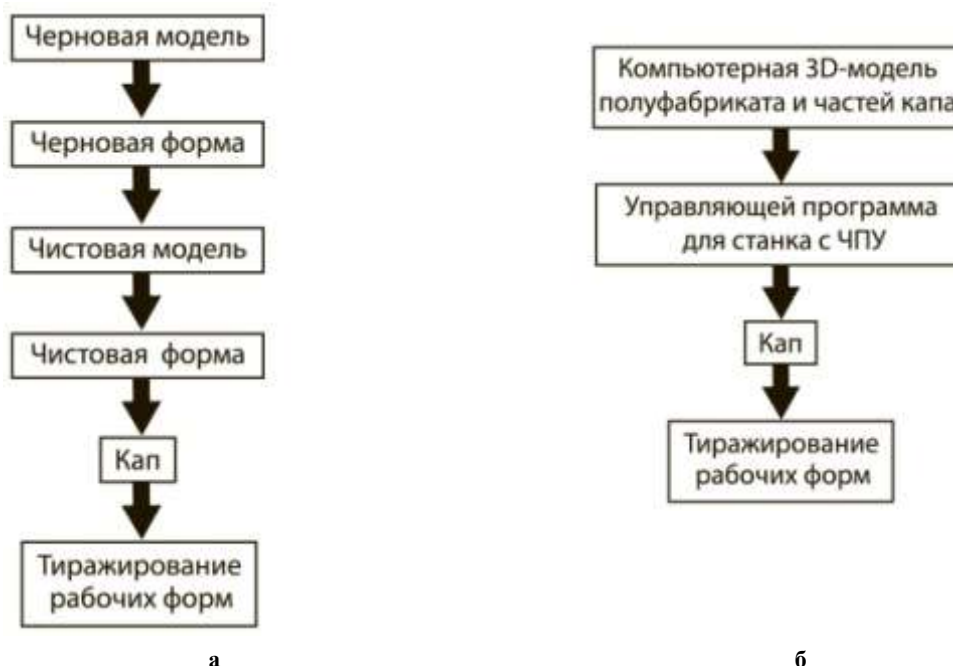 Черновая модель
Черновая форма
Чистовая модель
Чистовая форма
Кап
Тиражирование
рабочих форм
а
Компьютерная 3D-модель
полуфабриката и частей капа
Управляющей программа
для станка с ЧПУ
Кап
Тиражирование
рабочих форм
б